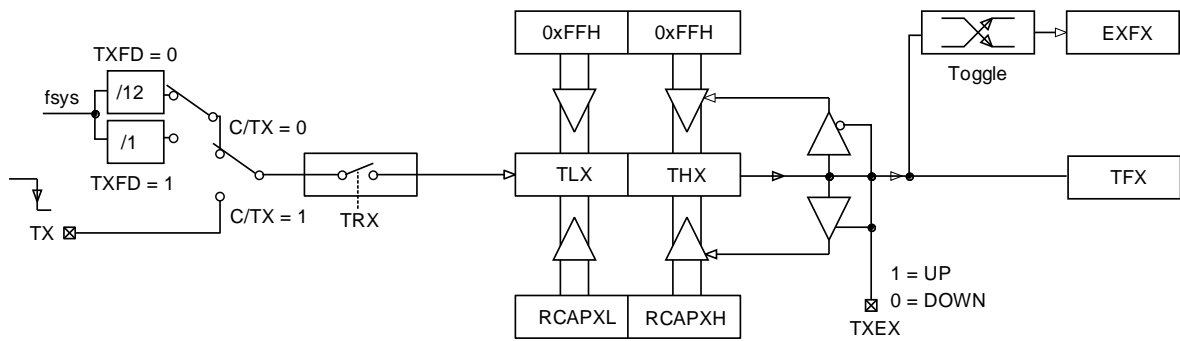 0xFFH 0xFFH
EXFX
Toggle
TXFD = 0
/12
fsys
C/TX = 0
/1
TXFD = 1
TLX THX
TFX
C/TX = 1
TRX
TX
1 = UP
0 = DOWN
RCAPXL RCAPXH
TXEX